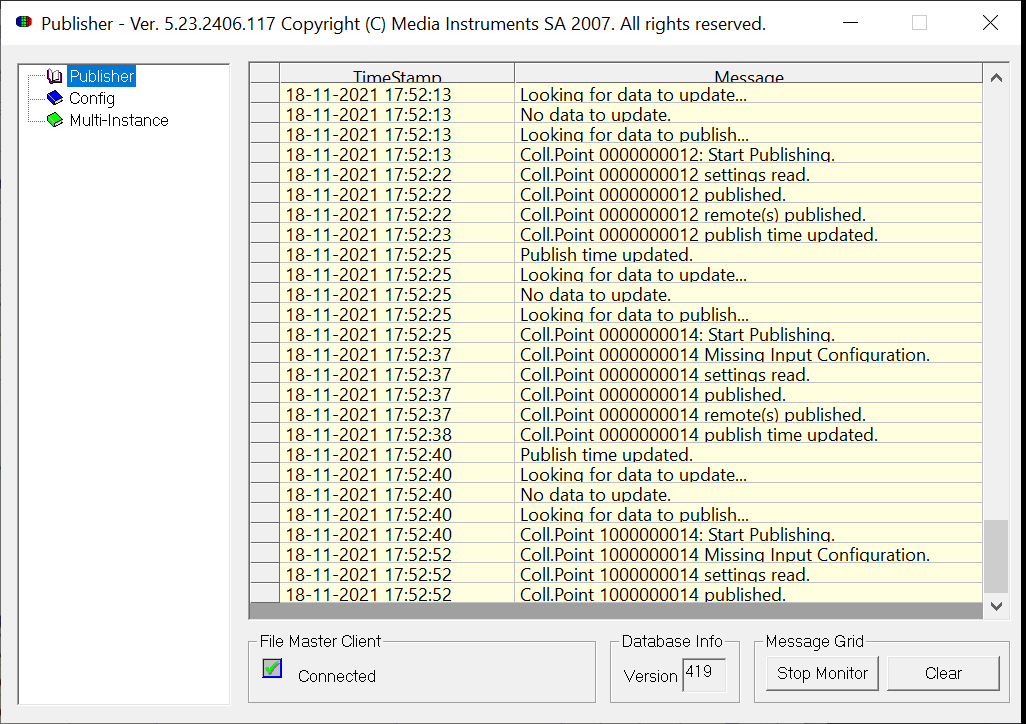 Publisher - Ver. 5.23.2406.117 Copyright (C) Media Instruments SA 2007. All rights reserved.
Publisher
Config
Multi-Instance
TimeStamp Message
18-11-2021 17:52:13 Looking for data to update...
18-11-2021 17:52:13 No data to update.
18-11-2021 17:52:13 Looking for data to publish...
18-11-2021 17:52:13 Coll.Point 0000000012: Start Publishing.
18-11-2021 17:52:22 Coll.Point 0000000012 settings read.
18-11-2021 17:52:22 Coll.Point 0000000012 published.
18-11-2021 17:52:22 Coll.Point 0000000012 remote(s) published.
18-11-2021 17:52:23 Coll.Point 0000000012 publish time updated.
18-11-2021 17:52:25 Publish time updated.
18-11-2021 17:52:25 Looking for data to update...
18-11-2021 17:52:25 No data to update.
18-11-2021 17:52:25 Looking for data to publish...
18-11-2021 17:52:25 Coll.Point 0000000014: Start Publishing.
18-11-2021 17:52:37 Coll.Point 0000000014 Missing Input Configuration.
18-11-2021 17:52:37 Coll.Point 0000000014 settings read.
18-11-2021 17:52:37 Coll.Point 0000000014 published.
18-11-2021 17:52:37 Coll.Point 0000000014 remote(s) published.
18-11-2021 17:52:38 Coll.Point 0000000014 publish time updated.
18-11-2021 17:52:40 Publish time updated.
18-11-2021 17:52:40 Looking for data to update...
18-11-2021 17:52:40 No data to update.
18-11-2021 17:52:40 Looking for data to publish...
18-11-2021 17:52:40 Coll.Point 1000000014: Start Publishing.
18-11-2021 17:52:52 Coll.Point 1000000014 Missing Input Configuration.
18-11-2021 17:52:52 Coll.Point 1000000014 settings read.
18-11-2021 17:52:52 Coll.Point 1000000014 published.
File Master Client
Connected
Database Info
Version 419
Message Grid
Stop Monitor
Clear